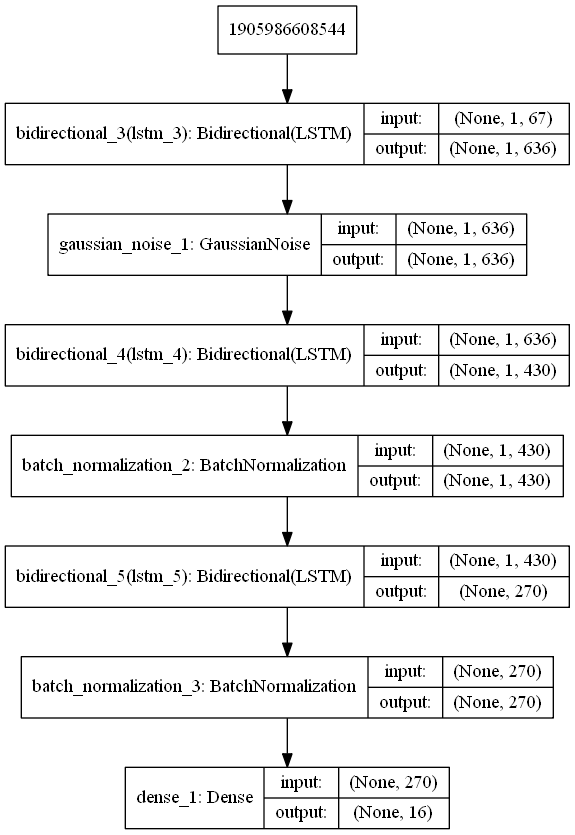 1905986608544
bidirectional_3(lstm_3): Bidirectional(LSTM)
input: (None, 1, 67)
output: (None, 1, 636)
gaussian_noise_1: GaussianNoise
input: (None, 1, 636)
output: (None, 1, 636)
bidirectional_4(lstm_4): Bidirectional(LSTM)
input: (None, 1, 636)
output: (None, 1, 430)
batch_normalization_2: BatchNormalization
input: (None, 1, 430)
output: (None, 1, 430)
bidirectional_5(lstm_5): Bidirectional(LSTM)
input: (None, 1, 430)
output: (None, 270)
batch_normalization_3: BatchNormalization
input: (None, 270)
output: (None, 270)
dense_1: Dense
input: (None, 270)
output: (None, 16)